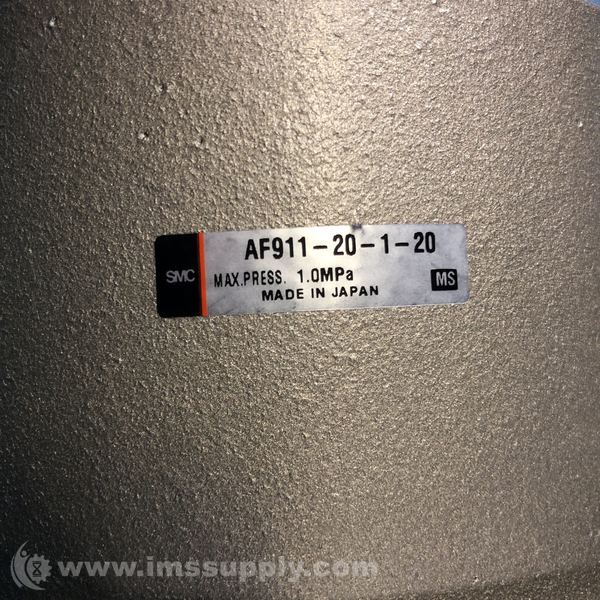 AF911-20-1-20
SMC
MAX.PRESS. 1.0MPa
MS
MADE IN JAPAN
www.imssupply.com